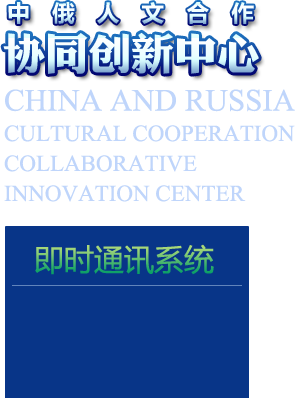 中俄人文合作
协同创新中心
CHINA AND RUSSIA
CULTURAL COOPERATION
COLLABORATIVE
INNOVATION CENTER
即时通讯系统